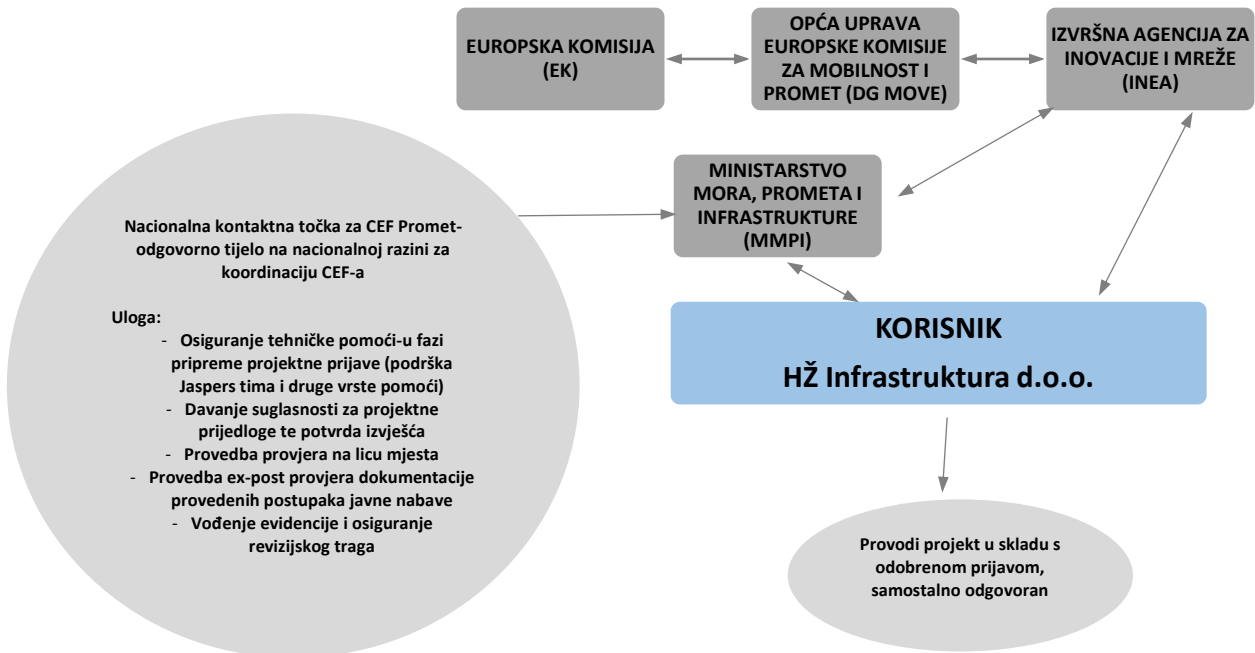 EUROPSKA KOMISIJA
(EK)
OPĆA UPRAVA
EUROPSKE KOMISIJE
ZA MOBILNOST I
PROMET (DG MOVE)
IZVRŠNA AGENCIJA ZA
INOVACIJE I MREŽE
(INEA)
MINISTARSTVO
MORA, PROMETA I
INFRASTRUKTURE
(MMPI)
Nacionalna kontaktna točka za CEF Promet-
odgovorno tijelo na nacionalnoj razini za
koordinaciju CEF-a
Uloga:
- Osiguranje tehničke pomoći-u fazi
pripreme projektne prijave (podrška
Jaspers tima i druge vrste pomoći)
- Davanje suglasnosti za projektne
prijedloge te potvrda izvješća
- Provedba provjera na licu mjesta
- Provedba ex-post provjera dokumentacije
provedenih postupaka javne nabave
- Vođenje evidencije i osiguranje
revizijskog traga
KORISNIK
HŽ Infrastruktura d.o.o.
Provodi projekt u skladu s
odobrenom prijavom,
samostalno odgovoran